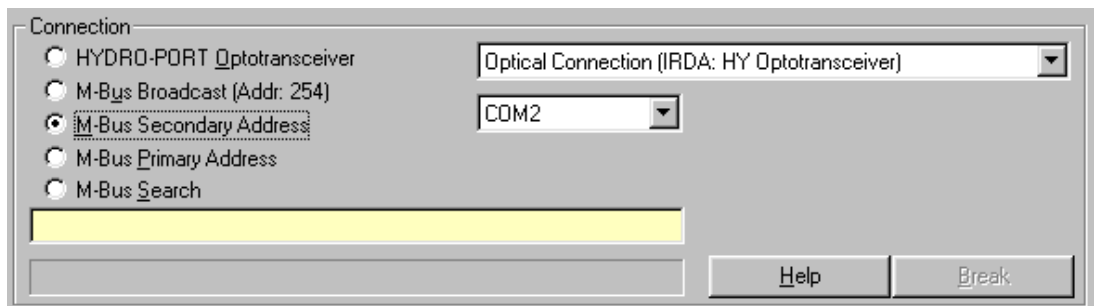 Connection
HYDRO-PORT Optotransceiver
Optical Connection (IRDA: HY Optotransceiver)
M-Bus Broadcast (Addr: 254)
COM2
M-Bus Secondary Address
M-Bus Primary Address
M-Bus Search
Help
Break